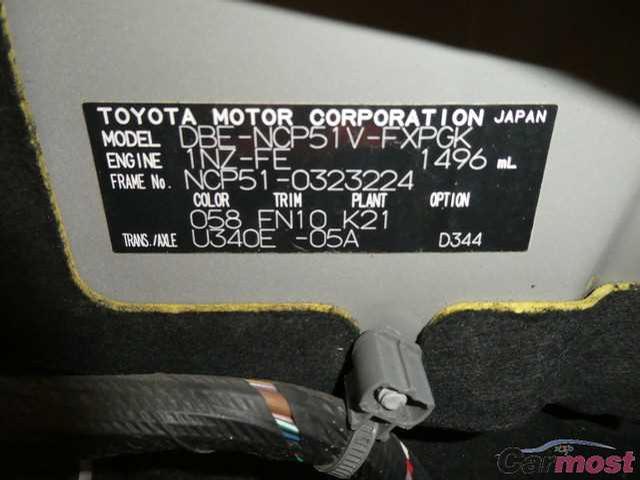 TOYOTA MOTOR CORPORATION JAPAN
MODEL DBE-NCP51V-FXPGK
ENGINE 1NZ-FE 1496 mL
FRAME No. NCP51-0323224
COLOR TRIM PLANT OPTION
058 FN10 K21
TRANS./AXLE U340E -05A D344
Carmost